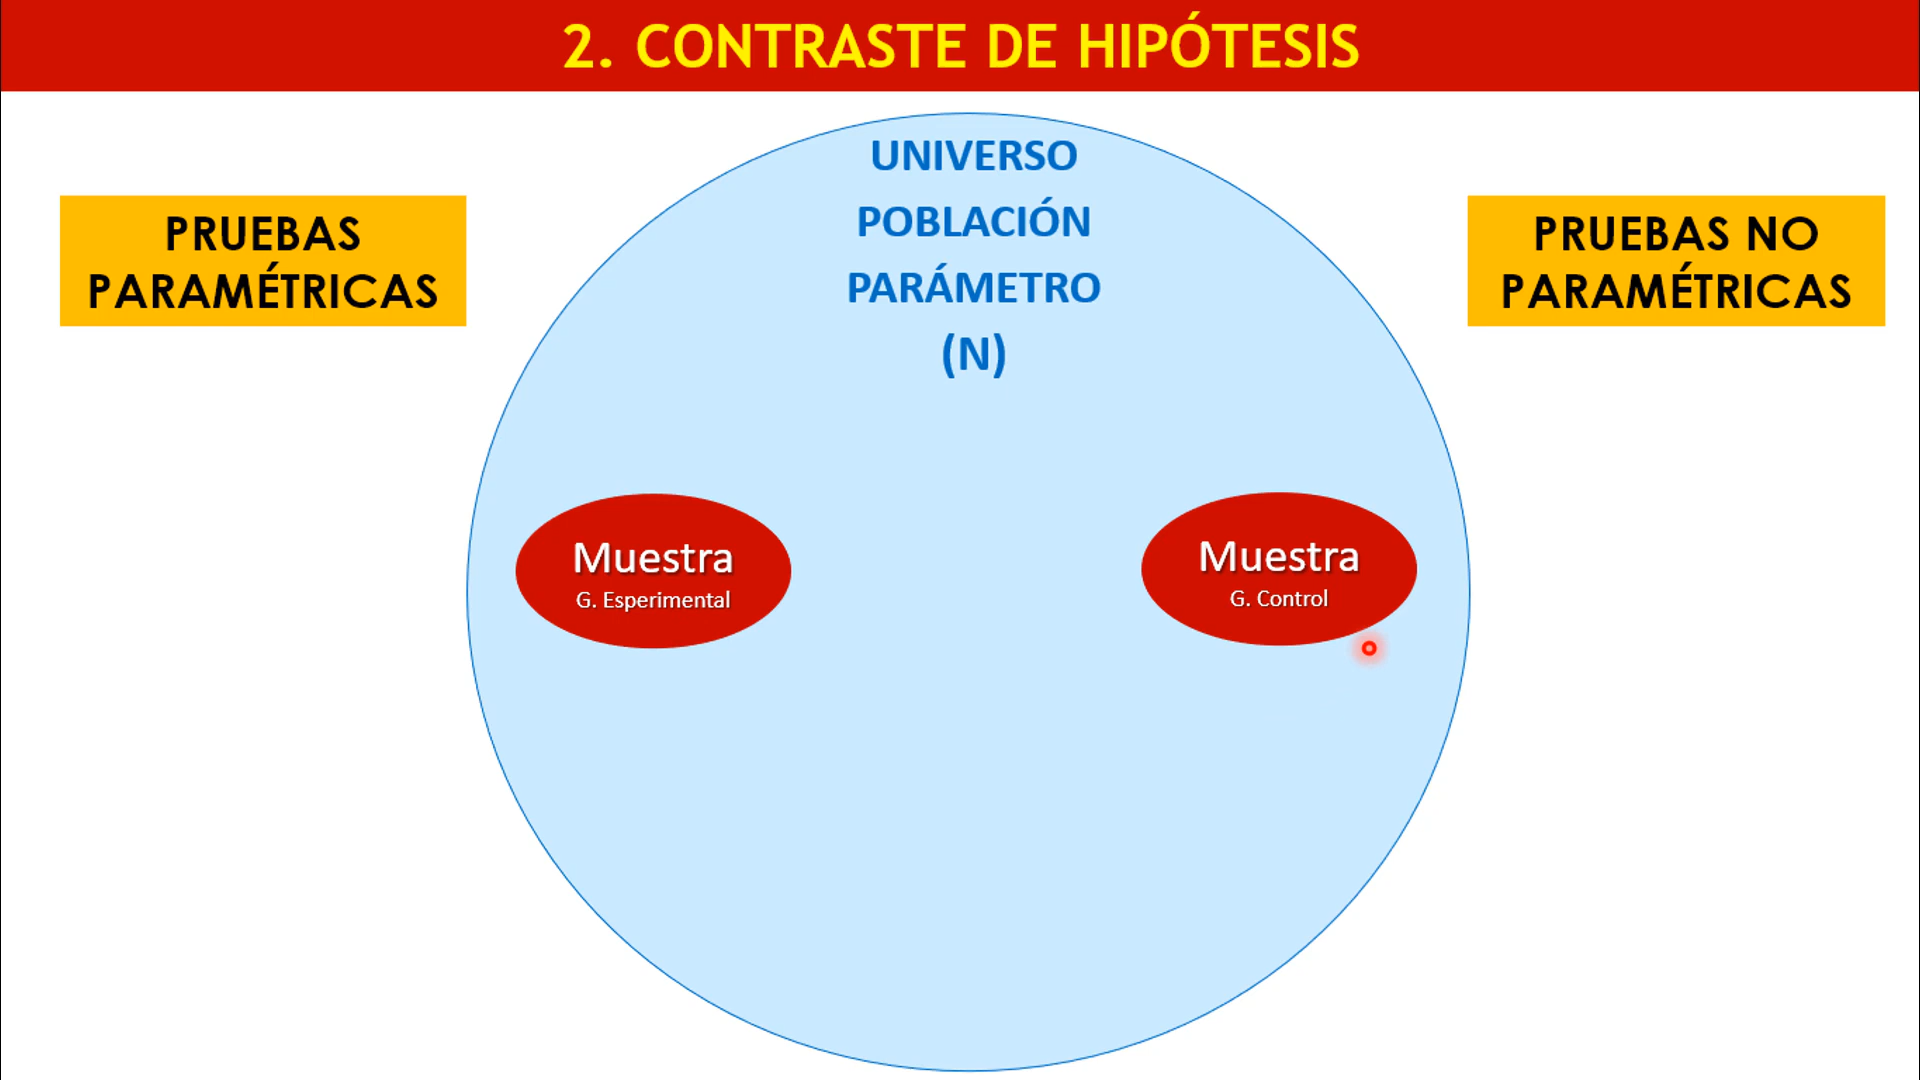 2. CONTRASTE DE HIPÓTESIS
UNIVERSO
POBLACIÓN
PARÁMETRO
(N)
PRUEBAS
PARAMÉTRICAS
PRUEBAS NO
PARAMÉTRICAS
Muestra
G. Esperimental
Muestra
G. Control